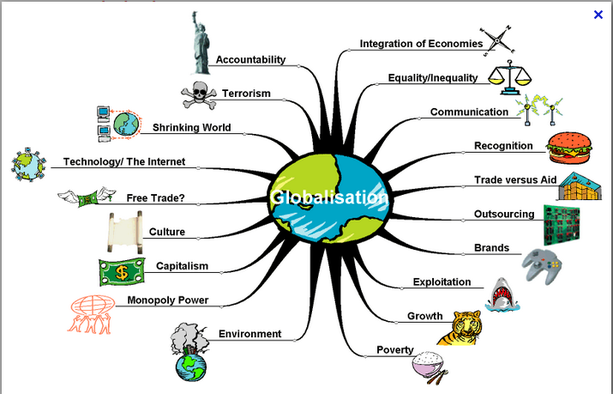 Integration of Economies
Accountability
Equality/Inequality
Terrorism
Communication
Shrinking World
Recognition
Technology/ The Internet
Trade versus Aid
Free Trade?
Globalisation
Outsourcing
Culture
Brands
Capitalism
Exploitation
Monopoly Power
Growth
Environment
Poverty